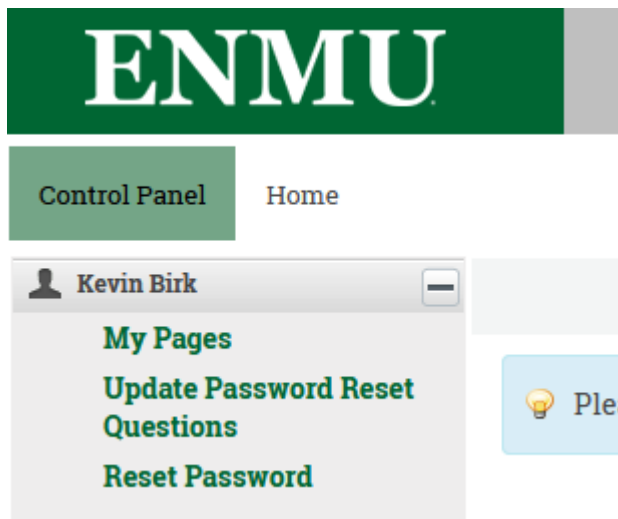 ENMU
Control Panel Home
Kevin Birk
My Pages
Update Password Reset
Questions
Reset Password